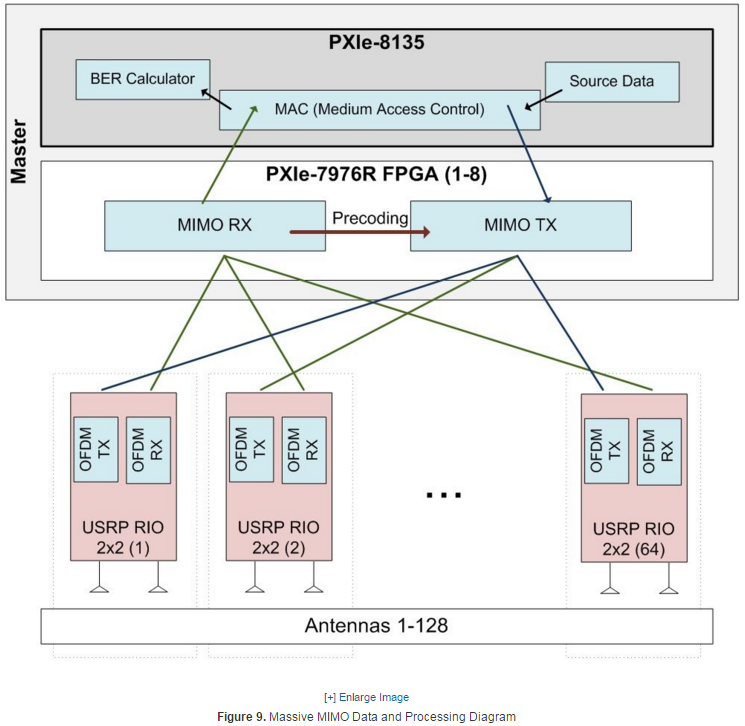 PXIe-8135
BER Calculator
Source Data
MAC (Medium Access Control)
Master
PXIe-7976R FPGA (1-8)
MIMO RX
Precoding
MIMO TX
OFDM
TX
OFDM
RX
USRP RIO
2x2 (1)
OFDM
TX
OFDM
RX
USRP RIO
2x2 (2)
...
OFDM
TX
OFDM
RX
USRP RIO
2x2 (64)
Antennas 1-128
[+] Enlarge Image
Figure 9. Massive MIMO Data and Processing Diagram